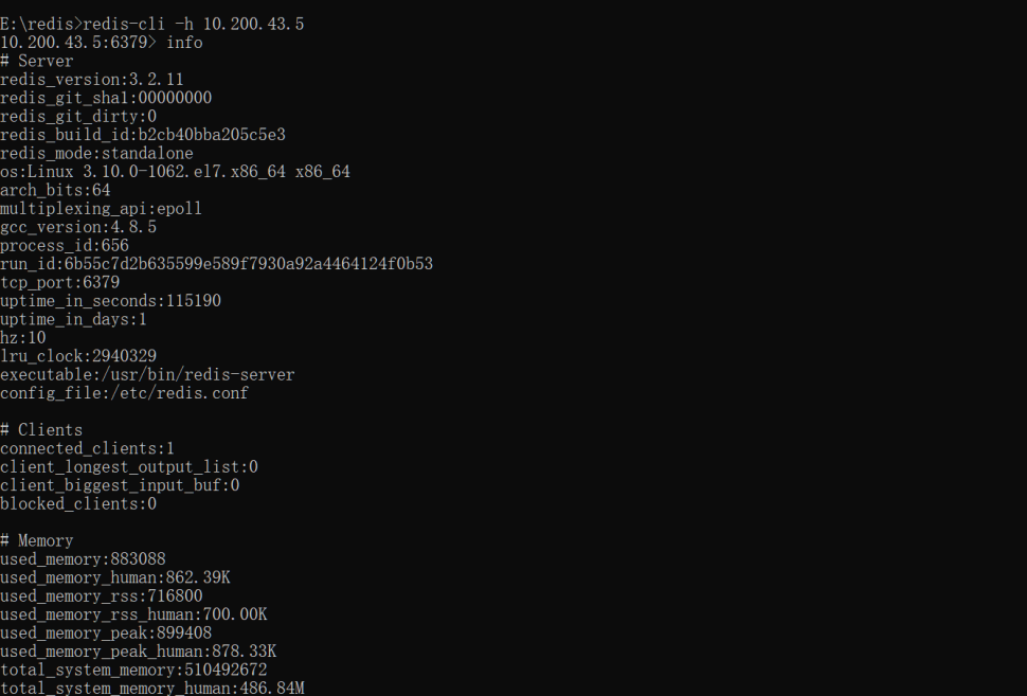 E:\redis>redis-cli -h 10.200.43.5
10.200.43.5:6379> info
# Server
redis_version:3.2.11
redis_git_sha1:00000000
redis_git_dirty:0
redis_build_id:b2cb40bba205c5e3
redis_mode:standalone
os:Linux 3.10.0-1062.el7.x86_64 x86_64
arch_bits:64
multiplexing_api:epoll
gcc_version:4.8.5
process_id:656
run_id:6b55c7d2b635599e589f7930a92a4464124f0b53
tcp_port:6379
uptime_in_seconds:115190
uptime_in_days:1
hz:10
lru_clock:2940329
executable:/usr/bin/redis-server
config_file:/etc/redis.conf
# Clients
connected_clients:1
client_longest_output_list:0
client_biggest_input_buf:0
blocked_clients:0
# Memory
used_memory:883088
used_memory_human:862.39K
used_memory_rss:716800
used_memory_rss_human:700.00K
used_memory_peak:899408
used_memory_peak_human:878.33K
total_system_memory:510492672
total_system_memory_human:486.84M